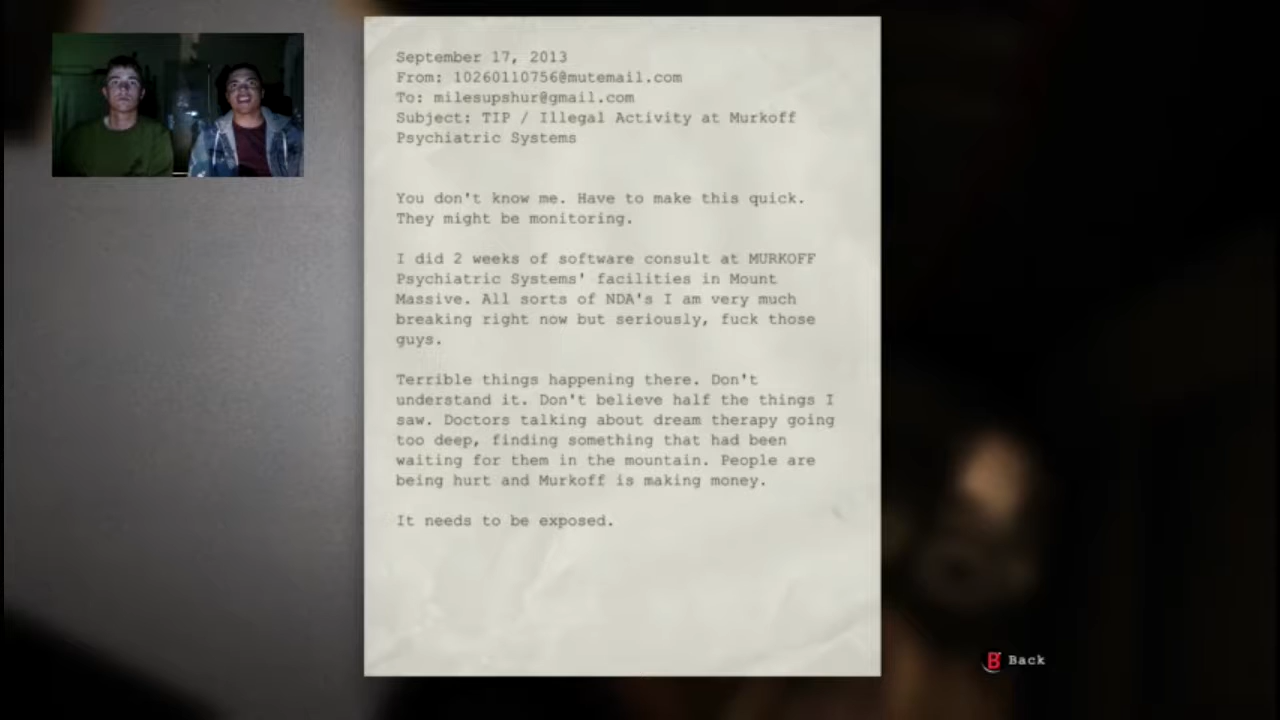 September 17, 2013
From: 10260110756@mutemail.com
To: milesupshur@gmail.com
Subject: TIP / Illegal Activity at Murkoff
Psychiatric Systems
You don't know me. Have to make this quick.
They might be monitoring.
I did 2 weeks of software consult at MURKOFF
Psychiatric Systems' facilities in Mount
Massive. All sorts of NDA's I am very much
breaking right now but seriously, fuck those
guys.
Terrible things happening there. Don't
understand it. Don't believe half the things I
saw. Doctors talking about dream therapy going
too deep, finding something that had been
waiting for them in the mountain. People are
being hurt and Murkoff is making money.
It needs to be exposed.
B Back